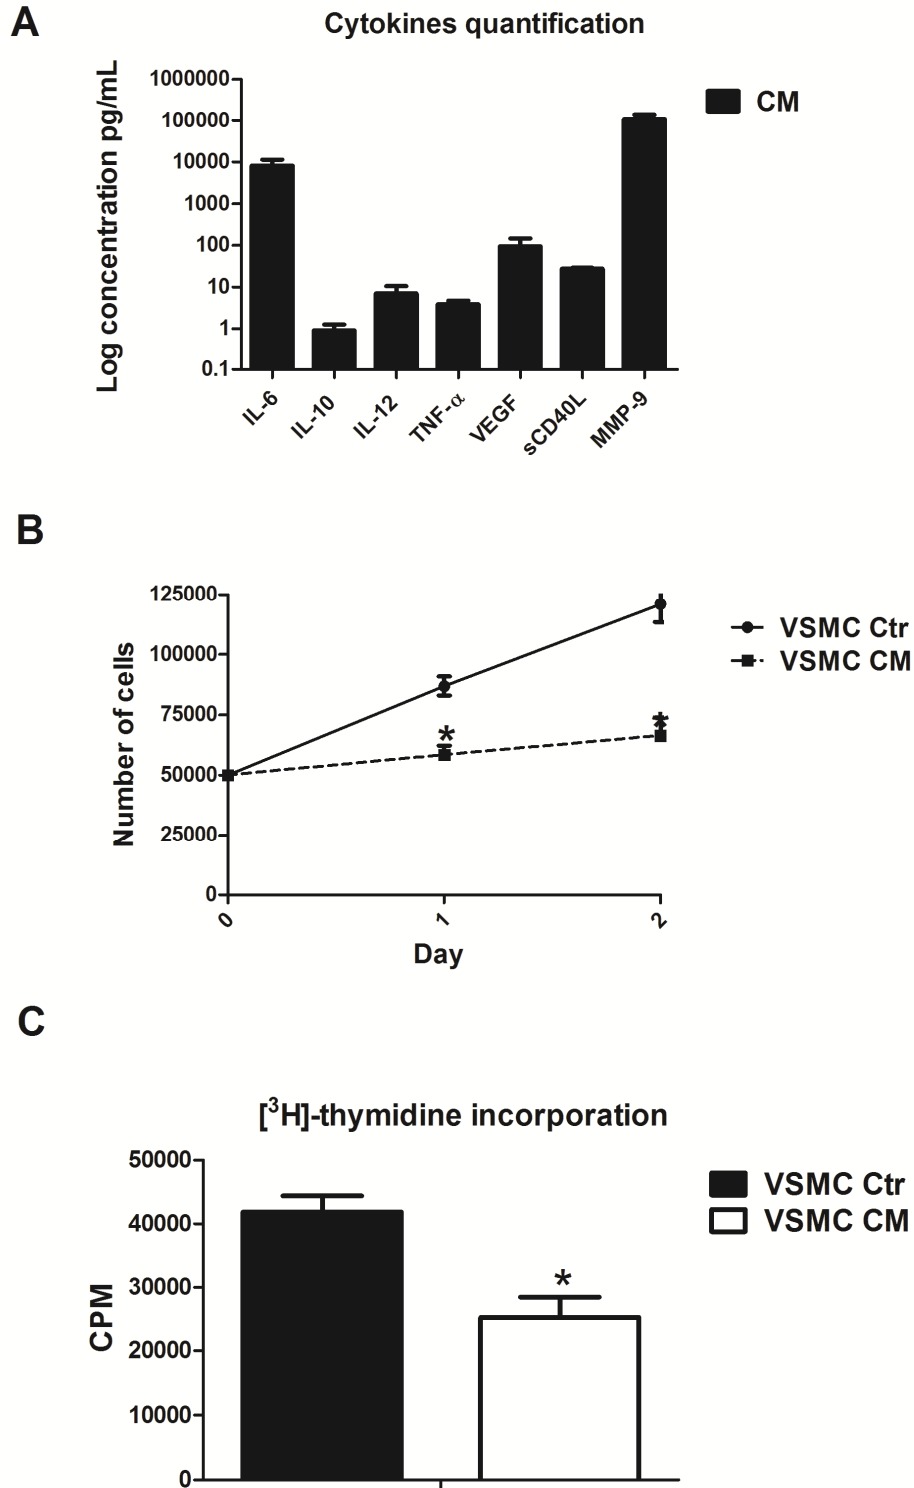 A
Cytokines quantification
Log concentration pg/mL
1000000
100000
10000
1000
100
10
1
0.1
IL-6
IL-10
IL-12
TNF-α
VEGF
sCD40L
MMP-9
CM
B
Number of cells
125000
100000
75000
50000
25000
0
*
*
0
1
2
Day
VSMC Ctr
VSMC CM
C
[³H]-thymidine incorporation
CPM
50000
40000
30000
20000
10000
0
*
VSMC Ctr
VSMC CM